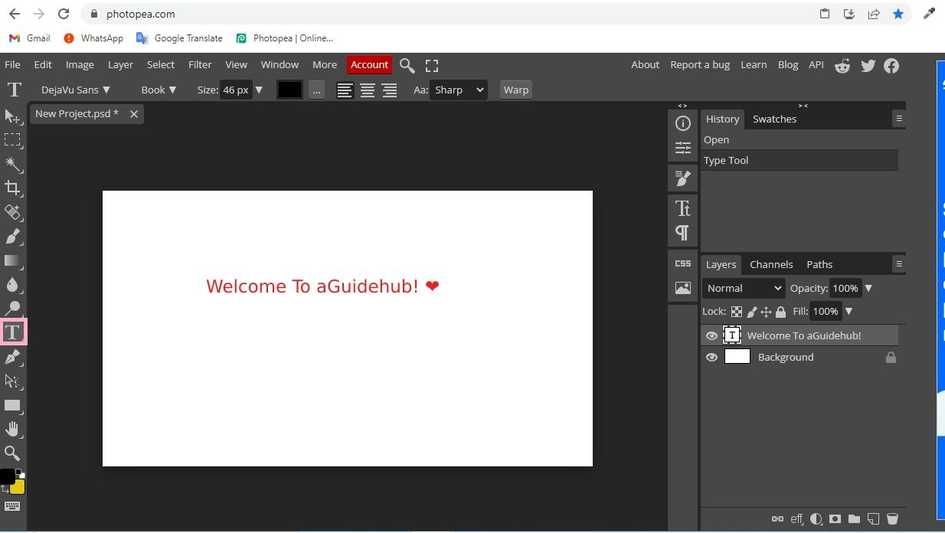 photopea.com
Gmail WhatsApp Google Translate Photopea | Online...
File Edit Image Layer Select Filter View Window More Account About Report a bug Learn Blog API
T DejaVu Sans ▼ Book ▼ Size: 46 px ▼ ... Aa: Sharp Warp
New Project.psd *
History Swatches
Open
Type Tool
Welcome To aGuidehub! ❤
CSS
Layers Channels Paths
Normal Opacity: 100% ▼
Lock: Fill: 100% ▼
T Welcome To aGuidehub!
Background
eff